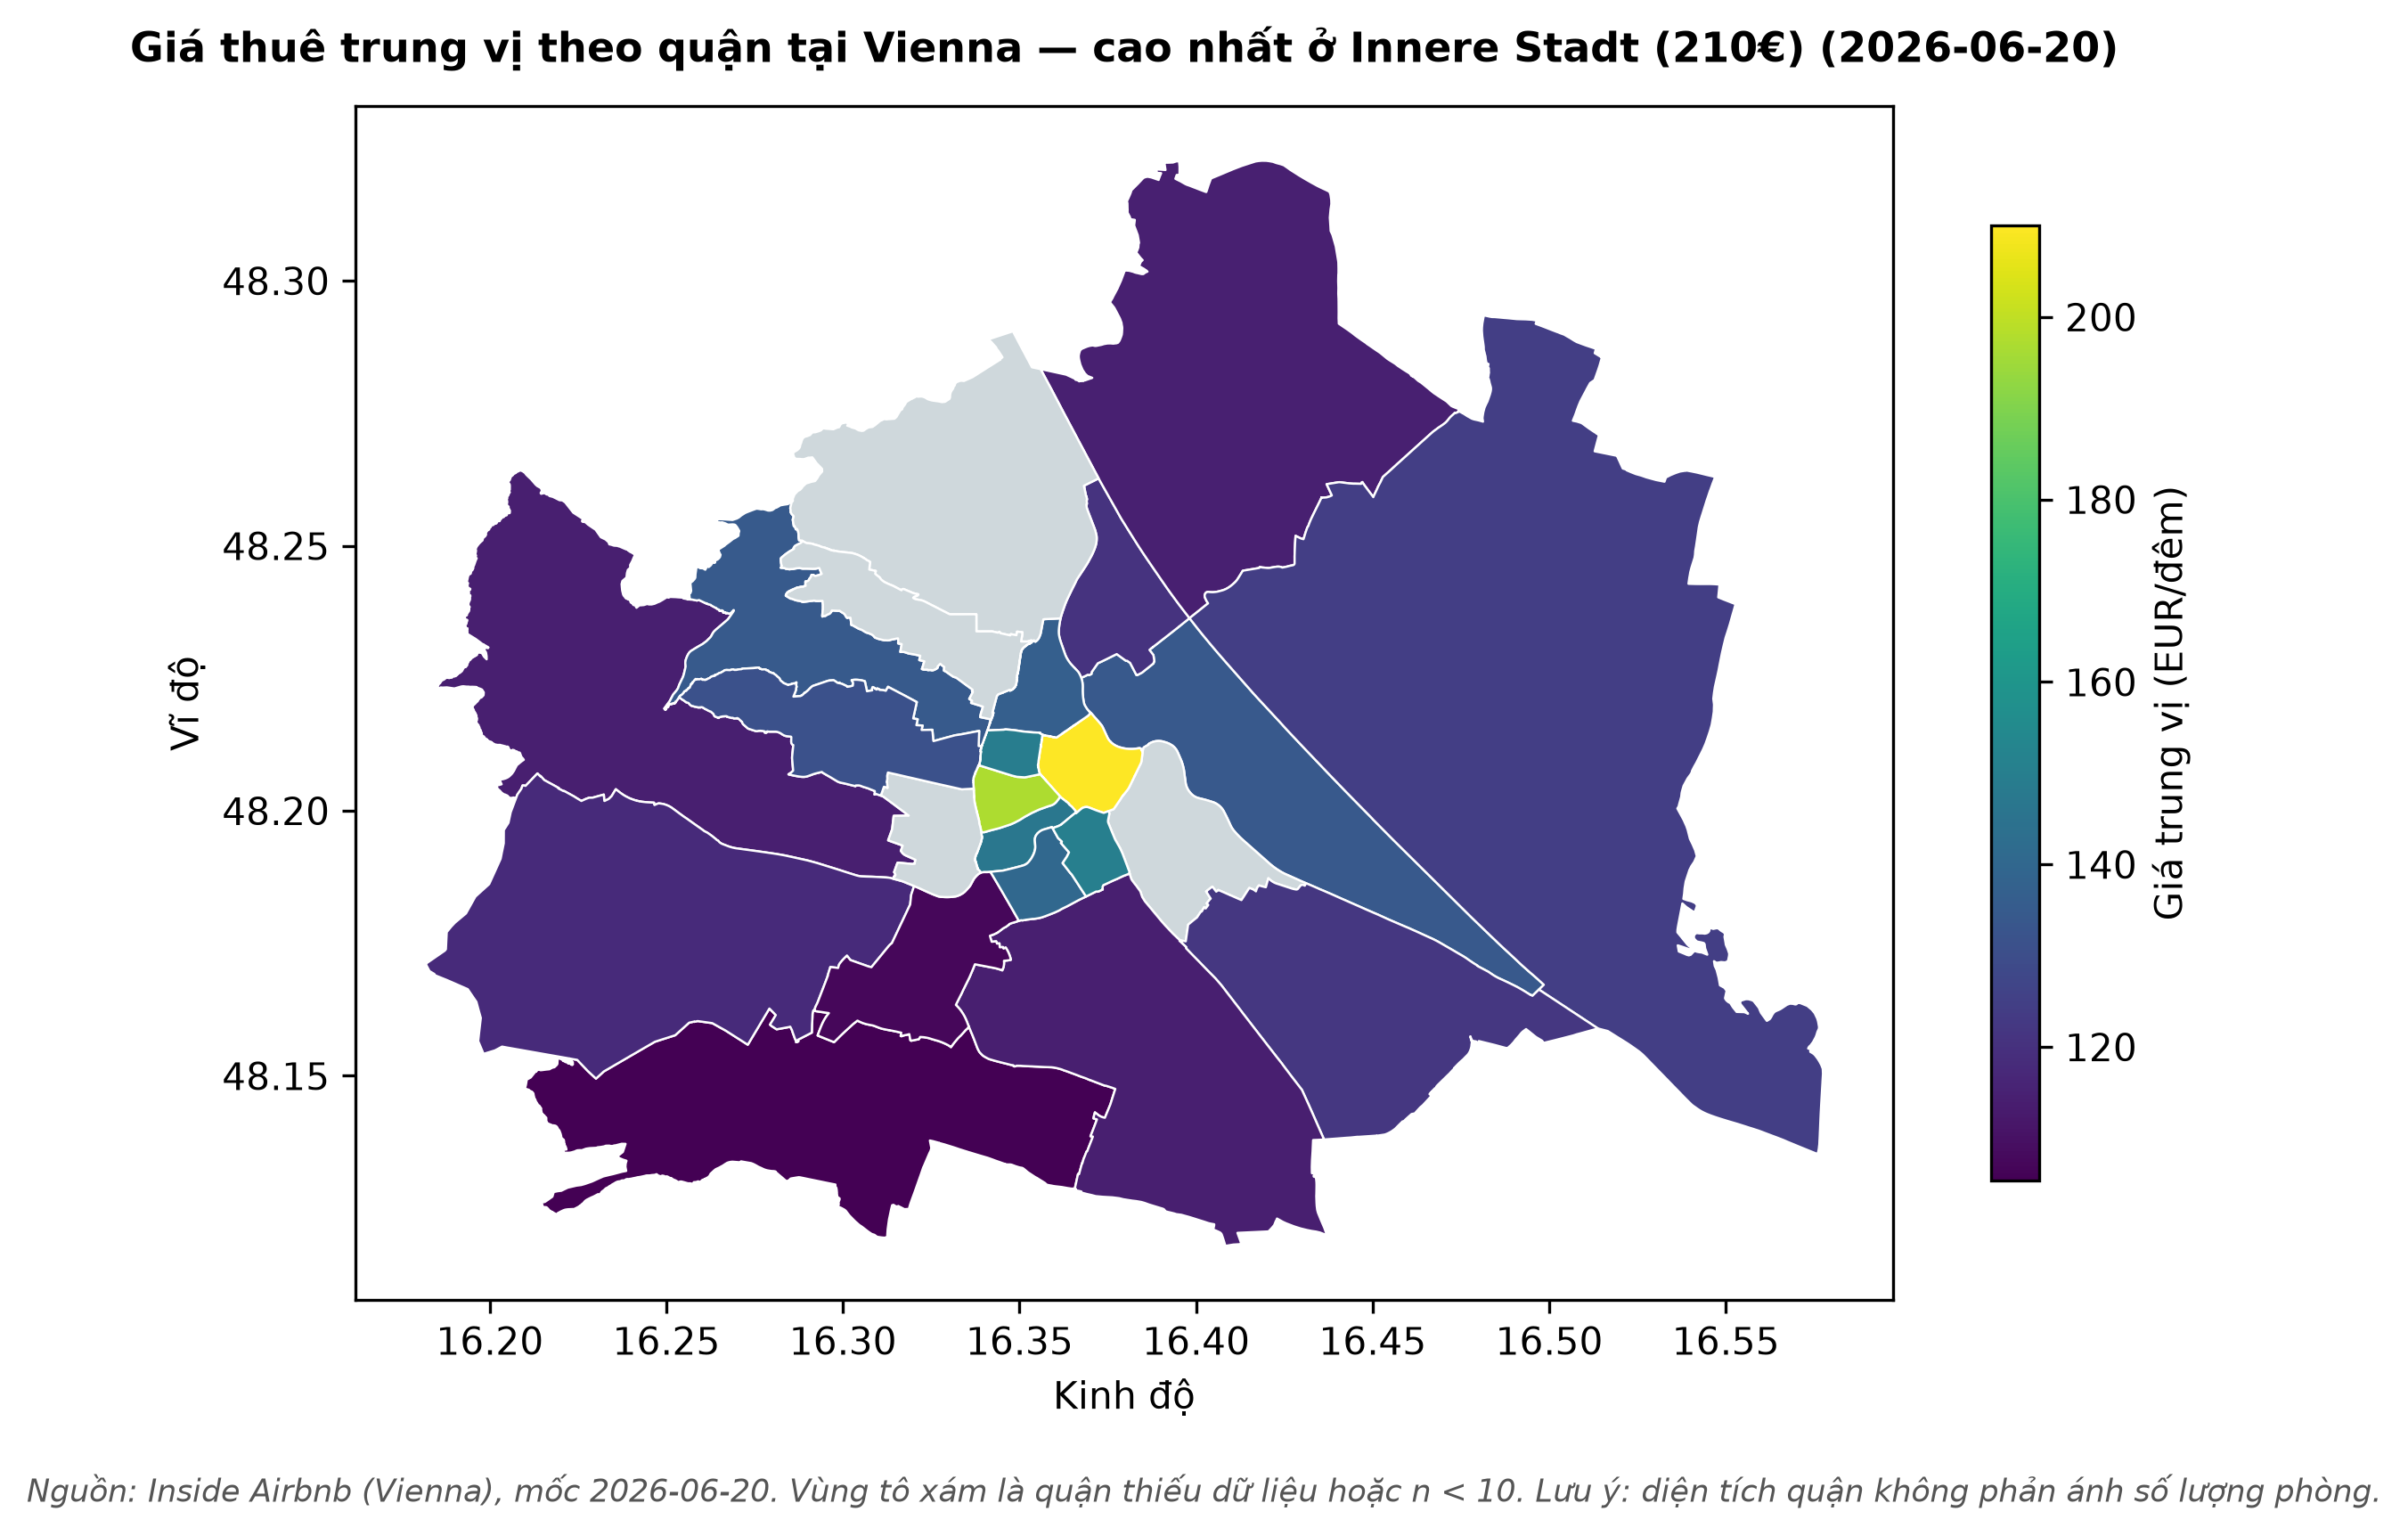 Giá thuê trung vị theo quận tại Vienna — cao nhất ở Innere Stadt (210€) (2026-06-20)
48.30
48.25
48.20
48.15
Vĩ độ
16.20 16.25 16.30 16.35 16.40 16.45 16.50 16.55
Kinh độ
200
180
160
140
120
Giá trung vị (EUR/đêm)
Nguồn: Inside Airbnb (Vienna), mốc 2026-06-20. Vùng tô xám là quận thiếu dữ liệu hoặc n < 10. Lưu ý: diện tích quận không phản ánh số lượng phòng.